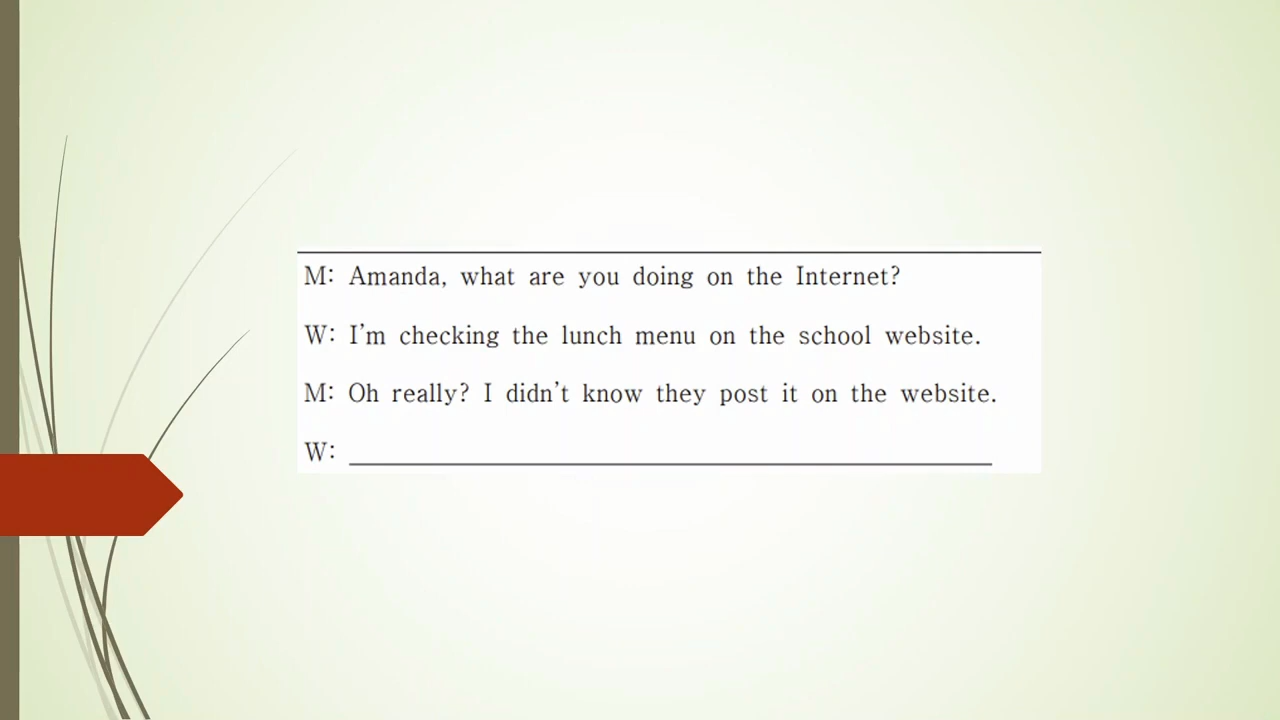 M: Amanda, what are you doing on the Internet?
W: I'm checking the lunch menu on the school website.
M: Oh really? I didn't know they post it on the website.
W: